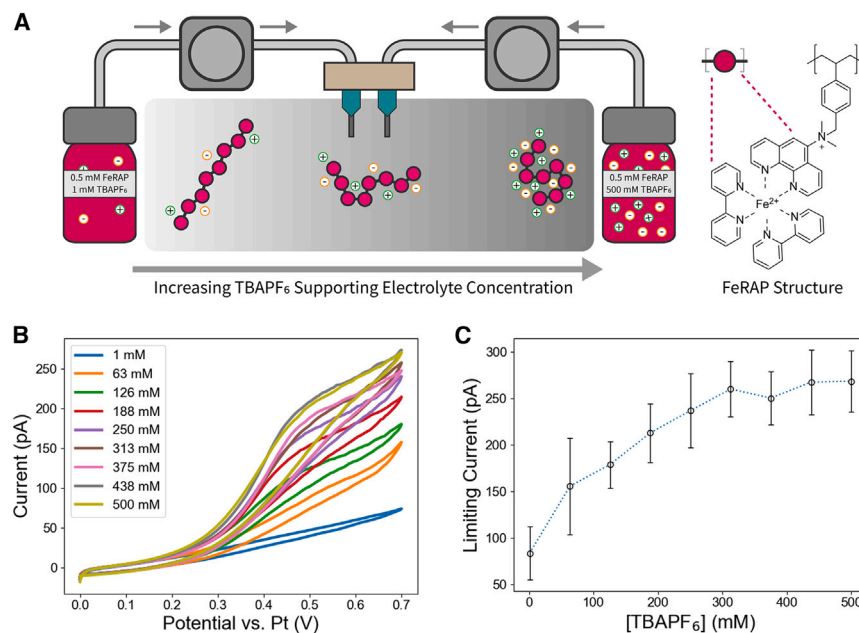 A
0.5 mM FeRAP
1 mM TBAPF₆
0.5 mM FeRAP
500 mM TBAPF₆
Increasing TBAPF₆ Supporting Electrolyte Concentration
N⁺
N
N
N
N
Fe²⁺
N
N
FeRAP Structure
B
1 mM
63 mM
126 mM
188 mM
250 mM
313 mM
375 mM
438 mM
500 mM
Current (pA)
250
200
150
100
50
0
0.0 0.1 0.2 0.3 0.4 0.5 0.6 0.7
Potential vs. Pt (V)
C
Limiting Current (pA)
300
250
200
150
100
50
0 100 200 300 400 500
[TBAPF₆] (mM)